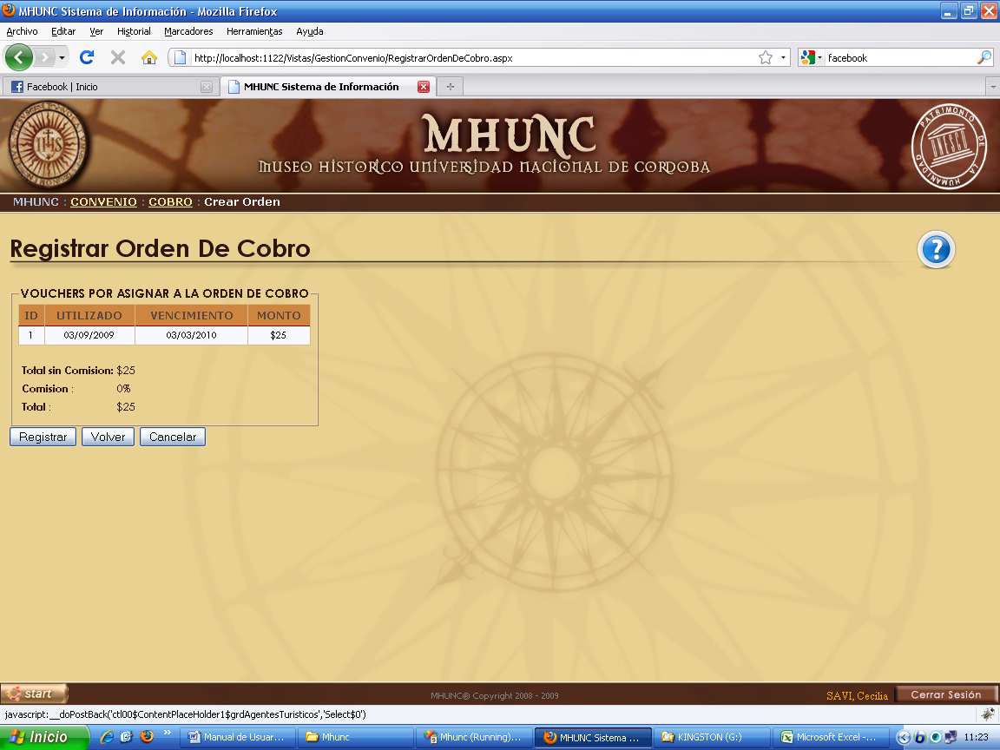 MHUNC Sistema de Información - Mozilla Firefox
Archivo Editar Ver Historial Marcadores Herramientas Ayuda
http://localhost:1122/Vistas/GestionConvenio/RegistrarOrdenDeCobro.aspx
facebook
Facebook | Inicio
MHUNC Sistema de Información
MHUNC
MUSEO HISTORICO UNIVERSIDAD NACIONAL DE CORDOBA
PATRIMONIO DE LA HUMANIDAD
UNESCO
IHS
MHUNC : CONVENIO : COBRO : Crear Orden
Registrar Orden De Cobro
?
VOUCHERS POR ASIGNAR A LA ORDEN DE COBRO
ID UTILIZADO VENCIMIENTO MONTO
1 03/09/2009 03/03/2010 $25
Total sin Comision: $25
Comision : 0%
Total : $25
Registrar Volver Cancelar
start
MHUNC® Copyright 2008 - 2009
SAVI, Cecilia
Cerrar Sesión
javascript:__doPostBack('ctl00$ContentPlaceHolder1$grdAgentesTuristicos','Select$0')
Inicio
Manual de Usuar...
Mhunc
Mhunc (Running)...
MHUNC Sistema ...
KINGSTON (G:)
Microsoft Excel -...
11:23